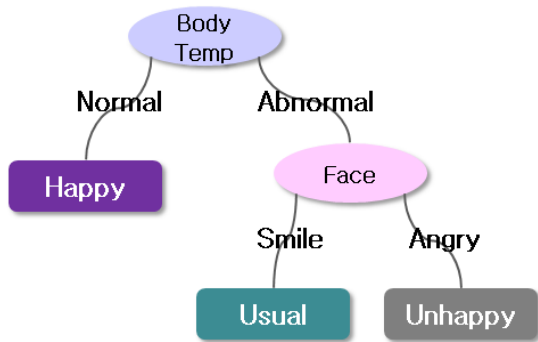 Body
Temp
Normal
Abnormal
Happy
Face
Smile
Angry
Usual
Unhappy